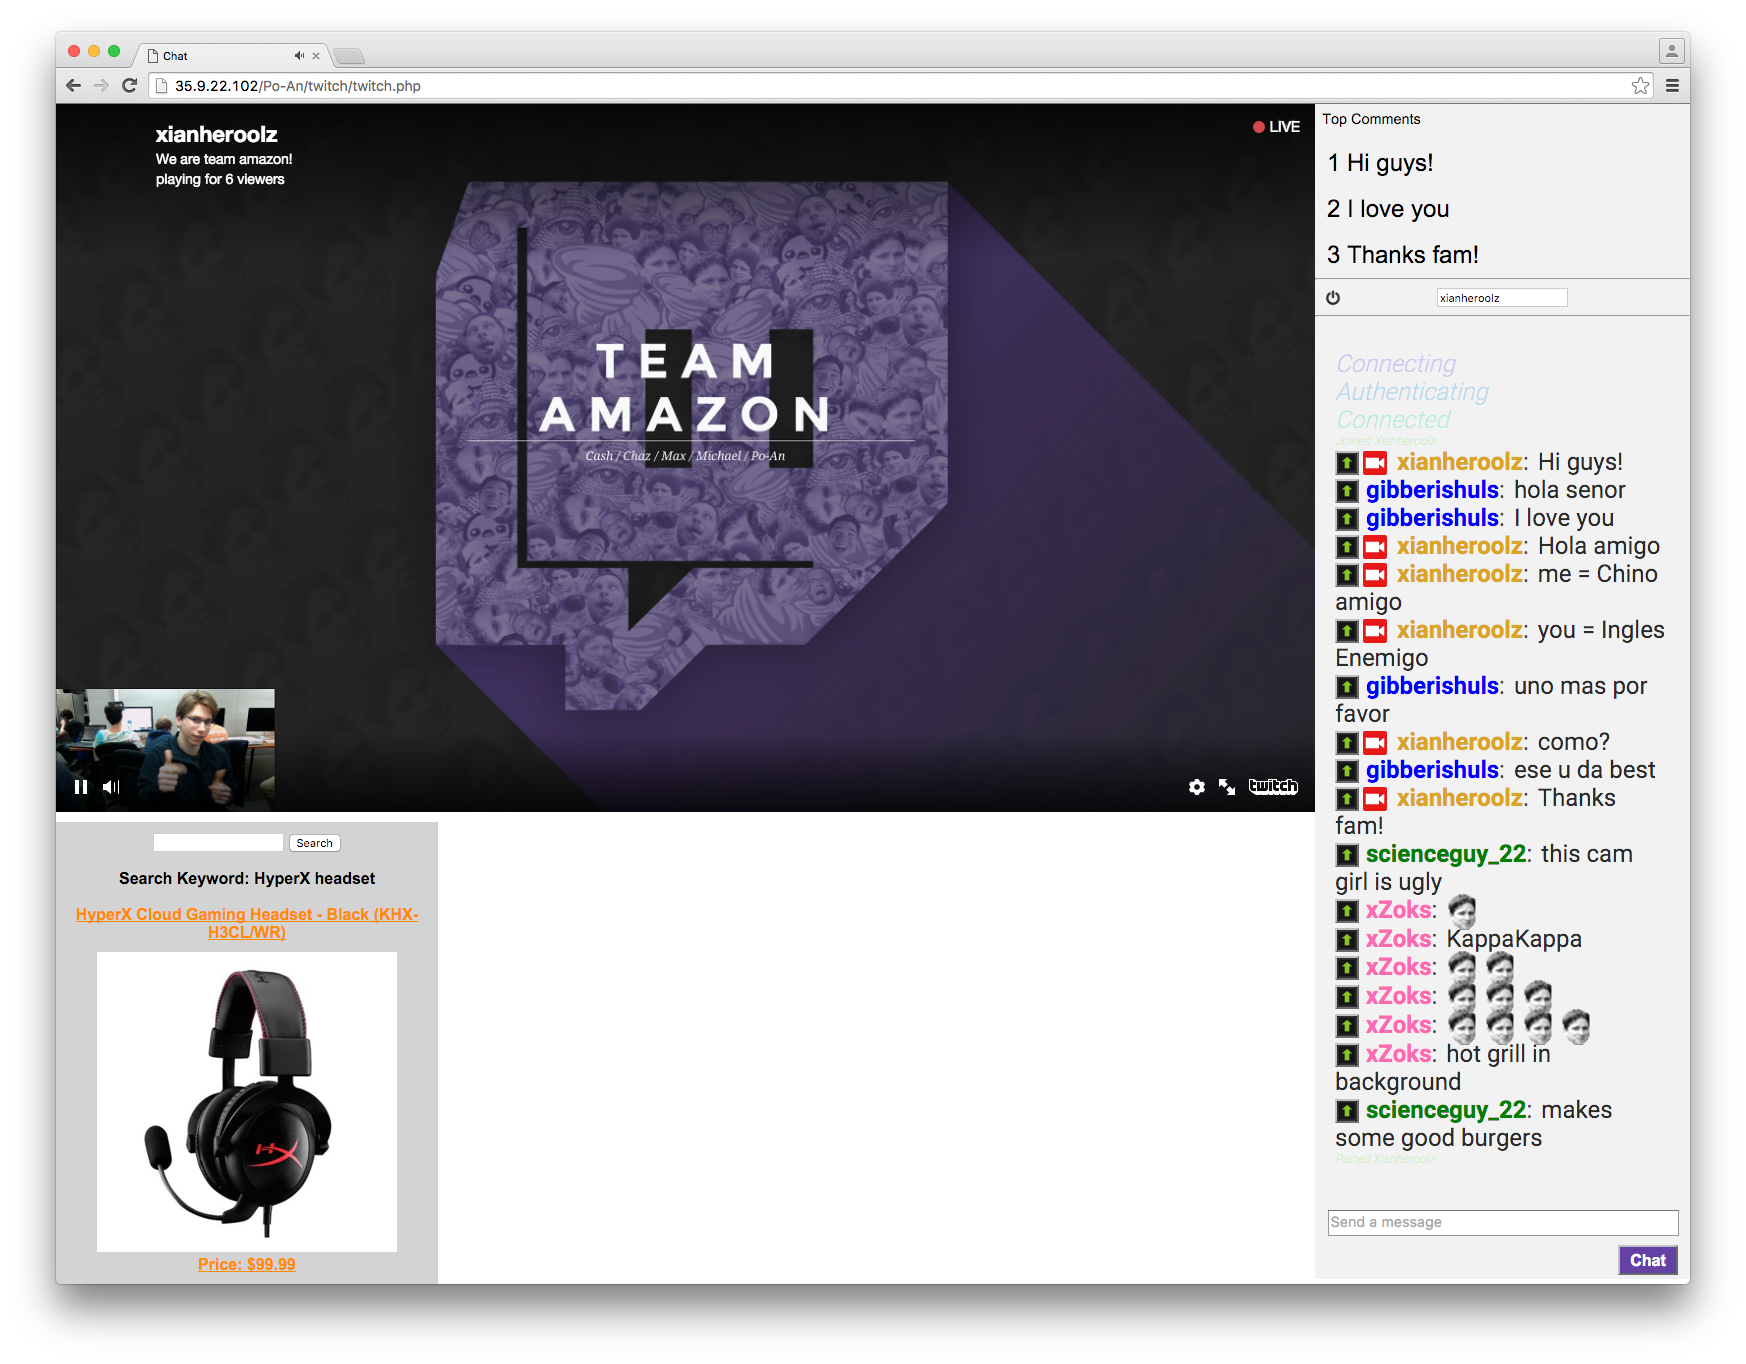 Chat
35.9.22.102/Po-An/twitch/twitch.php
xianheroolz
We are team amazon!
playing for 6 viewers
LIVE
TEAM
AMAZON
Cash / Chaz / Max / Michael / Po-An
twitch
Search
Search Keyword: HyperX headset
HyperX Cloud Gaming Headset - Black (KHX-
H3CL/WR)
HX
Price: $99.99
Top Comments
1 Hi guys!
2 I love you
3 Thanks fam!
xianheroolz
Connecting
Authenticating
Connected
Joined Xianheroolz
xianheroolz: Hi guys!
gibberishuls: hola senor
gibberishuls: I love you
xianheroolz: Hola amigo
xianheroolz: me = Chino
amigo
xianheroolz: you = Ingles
Enemigo
gibberishuls: uno mas por
favor
xianheroolz: como?
gibberishuls: ese u da best
xianheroolz: Thanks
fam!
scienceguy_22: this cam
girl is ugly
xZoks:
xZoks: KappaKappa
xZoks:
xZoks:
xZoks:
xZoks: hot grill in
background
scienceguy_22: makes
some good burgers
Parted Xianheroolz
Send a message
Chat